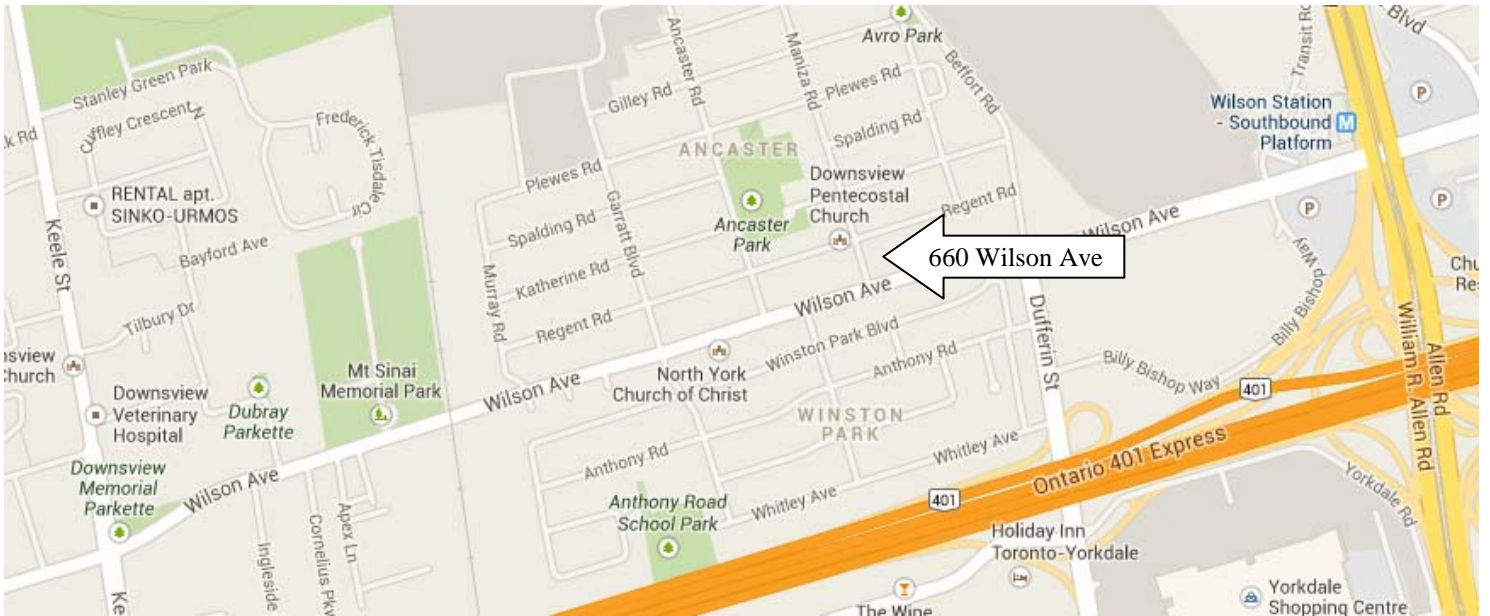 Stanley Green Park
Cuffley Crescent N
Frederick Tisdale Cir
RENTAL apt.
SINKO-URMOS
Bayford Ave
Keele St
Tilbury Dr
Downsview
Veterinary
Hospital
Dubray
Parkette
Mt Sinai
Memorial Park
Downsview
Memorial
Parkette
Wilson Ave
Ingleside
Cornelius Pkw
Apex Ln
Ke
Ancaster Rd
Maniza Rd
Avro Park
Beffort Rd
Gilley Rd
Plewes Rd
Spalding Rd
ANCASTER
Plewes Rd
Spalding Rd
Garratt Blvd
Murray Rd
Katherine Rd
Regent Rd
Ancaster
Park
Downsview
Pentecostal
Church
Regent Rd
660 Wilson Ave
Wilson Ave
Wilson Ave
Wilson Ave
North York
Church of Christ
Winston Park Blvd
Anthony Rd
WINSTON
PARK
Anthony Rd
Anthony Road
School Park
Whitley Ave
Whitley Ave
Dufferin St
Billy Bishop Way
Billy Bishop Way
401
401
Ontario 401 Express
Holiday Inn
Toronto-Yorkdale
The Wine
Yorkdale
Shopping Centre
Yorkdale Rd
Wilson Station
- Southbound
Platform
M
P
P
P
Transit Ro
Blvd
Allen Rd
William R. Allen Rd